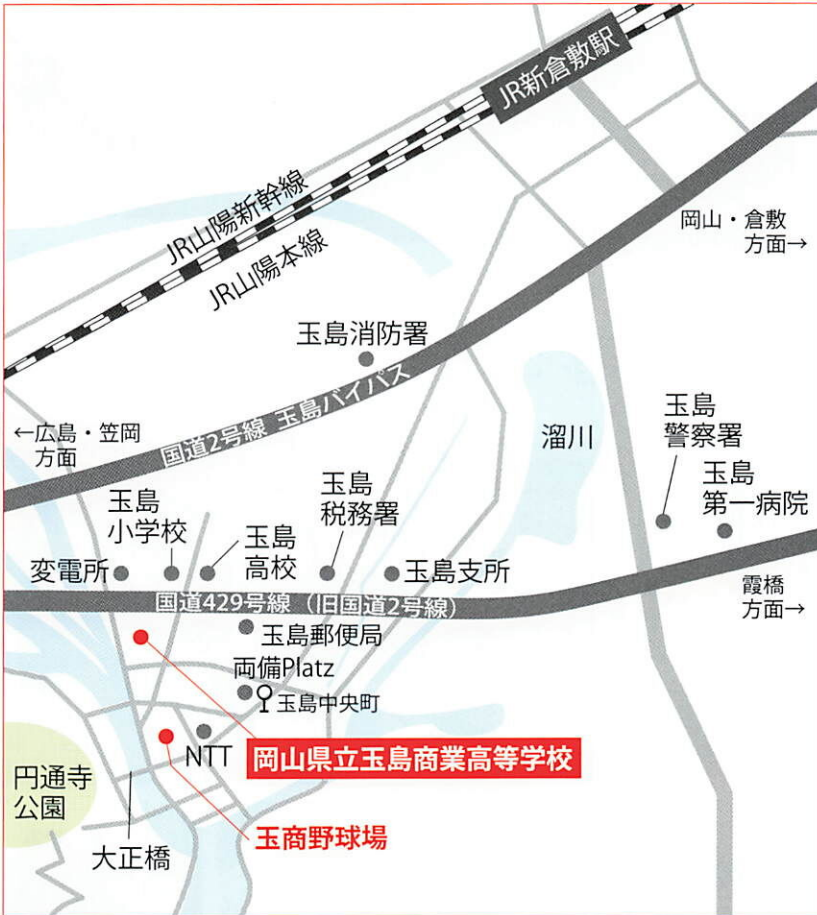 JR新倉敷駅
JR山陽新幹線
JR山陽本線
岡山・倉敷
方面→
玉島消防署
国道2号線 玉島バイパス
←広島・笠岡
方面
溜川
玉島
警察署
玉島
第一病院
玉島
小学校
玉島
高校
玉島
税務署
変電所
玉島支所
国道429号線（旧国道2号線）
霞橋
方面→
玉島郵便局
両備Platz
玉島中央町
NTT
岡山県立玉島商業高等学校
円通寺
公園
玉商野球場
大正橋